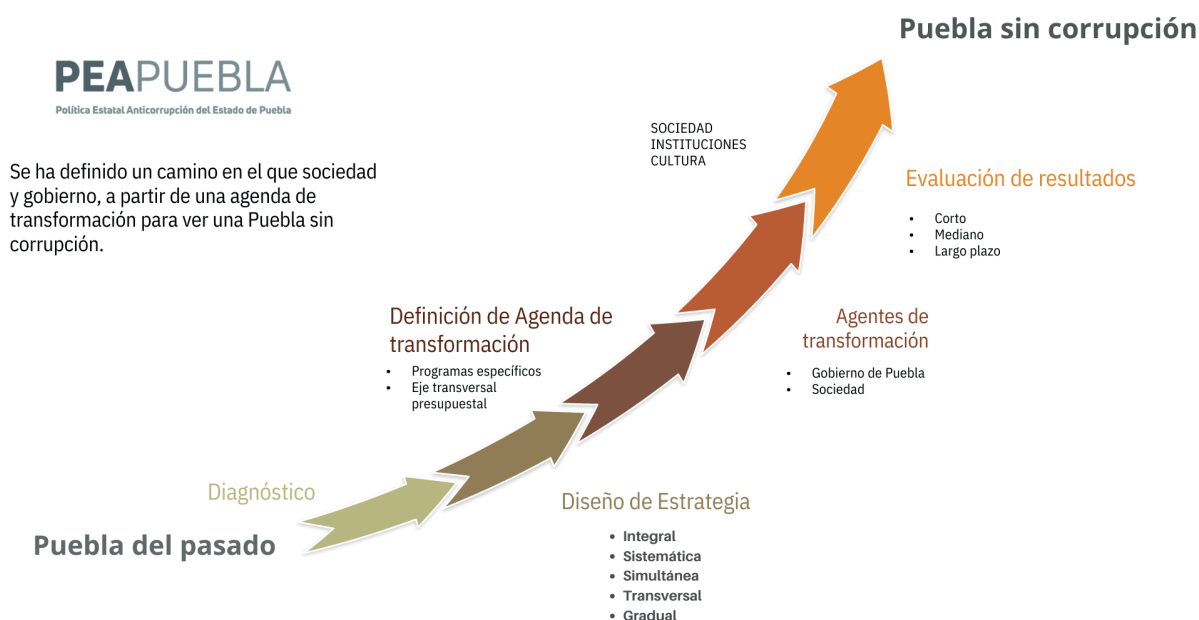 Puebla sin corrupción
PEAPUEBLA
Política Estatal Anticorrupción del Estado de Puebla
Se ha definido un camino en el que sociedad
y gobierno, a partir de una agenda de
transformación para ver una Puebla sin
corrupción.
SOCIEDAD
INSTITUCIONES
CULTURA
Evaluación de resultados
• Corto
• Mediano
• Largo plazo
Definición de Agenda de
transformación
• Programas específicos
• Eje transversal
presupuestal
Agentes de
transformación
• Gobierno de Puebla
• Sociedad
Diagnóstico
Puebla del pasado
Diseño de Estrategia
• Integral
• Sistemática
• Simultánea
• Transversal
• Gradual